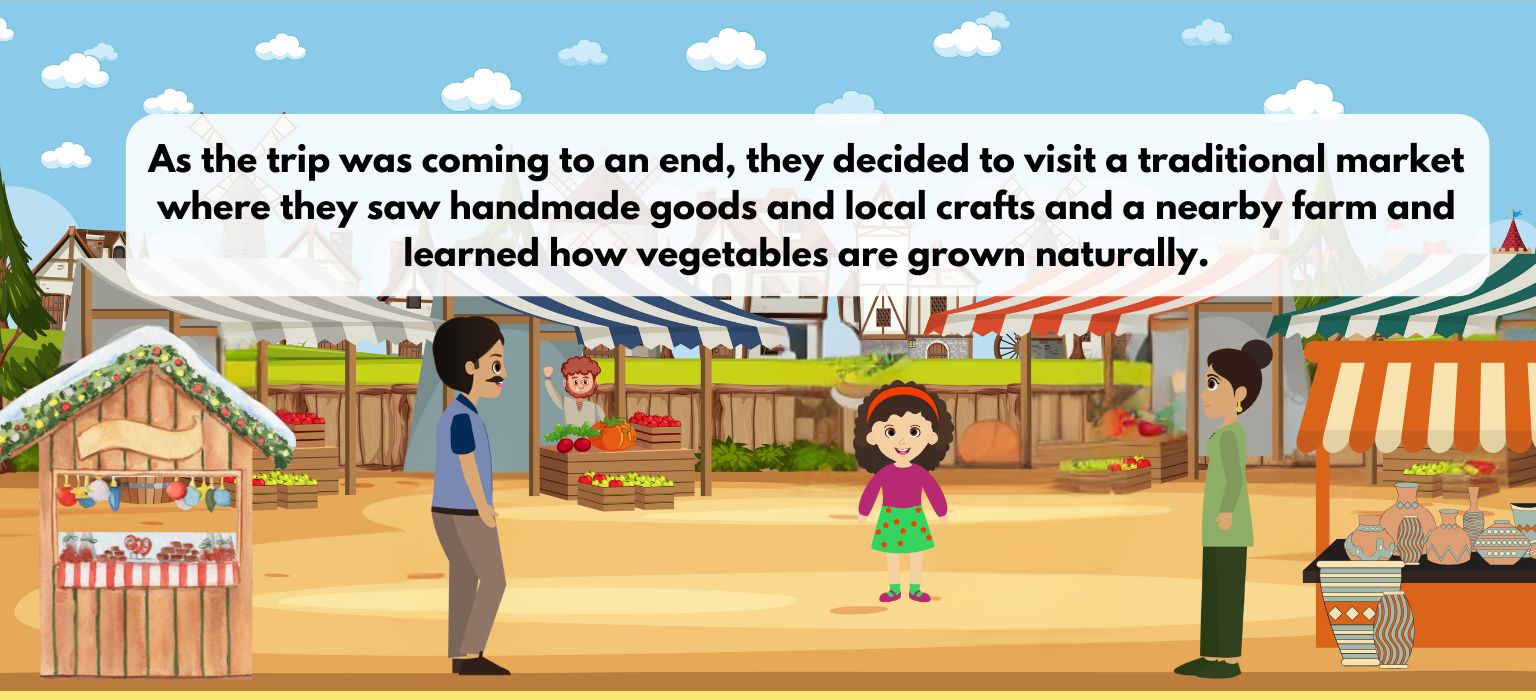 As the trip was coming to an end, they decided to visit a traditional market
where they saw handmade goods and local crafts and a nearby farm and
learned how vegetables are grown naturally.